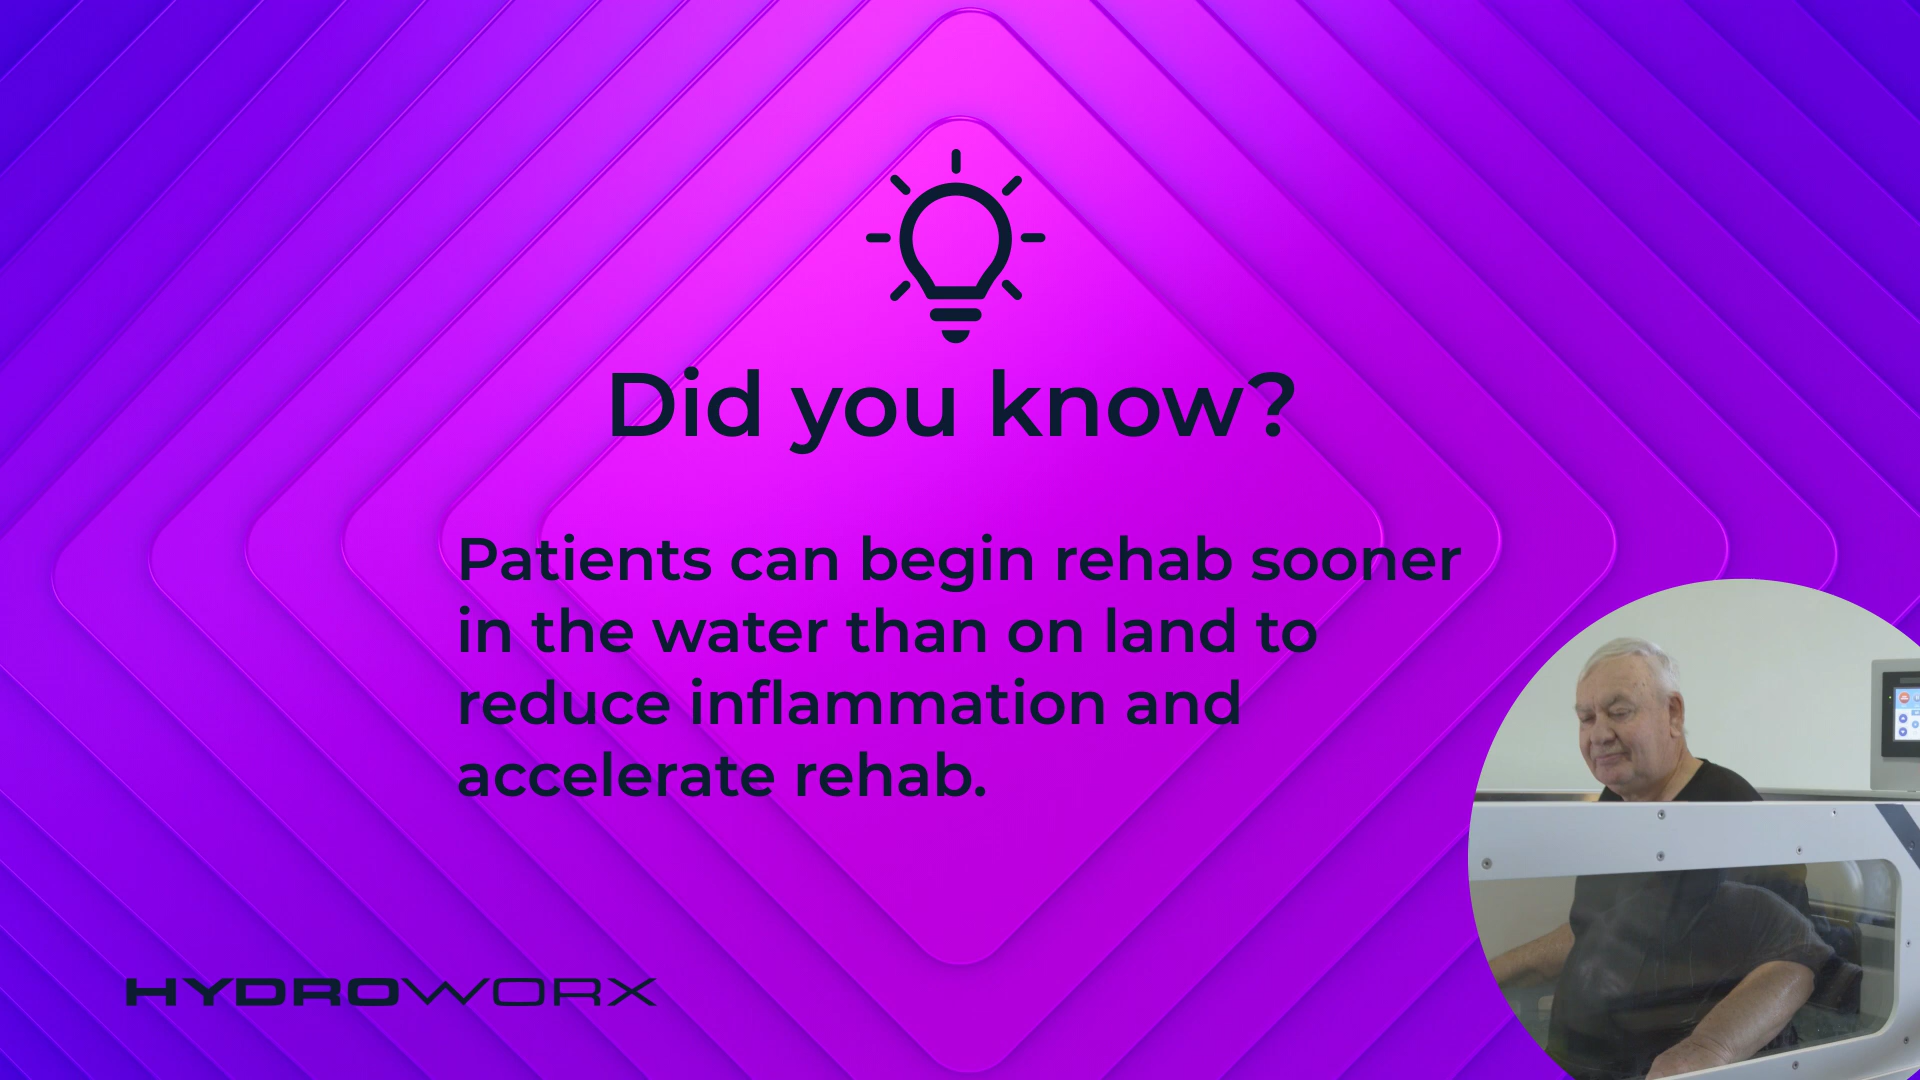 Did you know?
Patients can begin rehab sooner
in the water than on land to
reduce inflammation and
accelerate rehab.
HYDROWORX